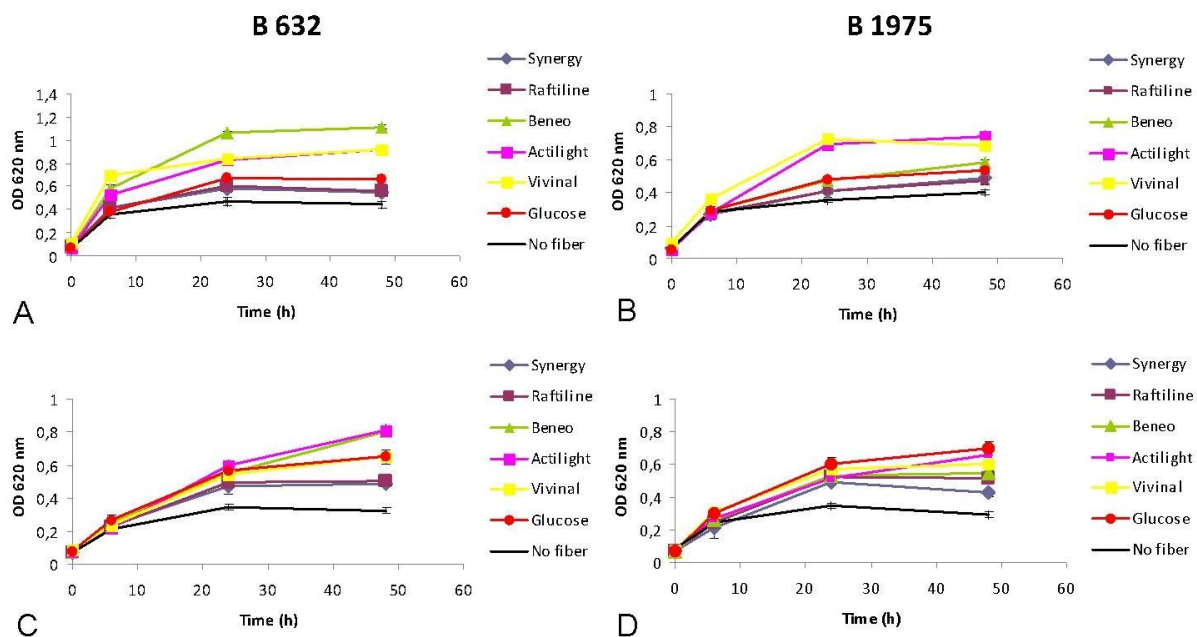 B 632
B 1975
Synergy
Raftiline
Beneo
Actilight
Vivinal
Glucose
No fiber
OD 620 nm
1,4
1,2
1
0,8
0,6
0,4
0,2
0
0 10 20 30 40 50 60
Time (h)
A
Synergy
Raftiline
Beneo
Actilight
Vivinal
Glucose
No fiber
OD 620 nm
1
0,8
0,6
0,4
0,2
0
0 10 20 30 40 50 60
Time (h)
B
Synergy
Raftiline
Beneo
Actilight
Vivinal
Glucose
No fiber
OD 620 nm
1
0,8
0,6
0,4
0,2
0
0 10 20 30 40 50 60
Time (h)
C
Synergy
Raftiline
Beneo
Actilight
Vivinal
Glucose
No fiber
OD 620 nm
1
0,8
0,6
0,4
0,2
0
0 10 20 30 40 50 60
Time (h)
D